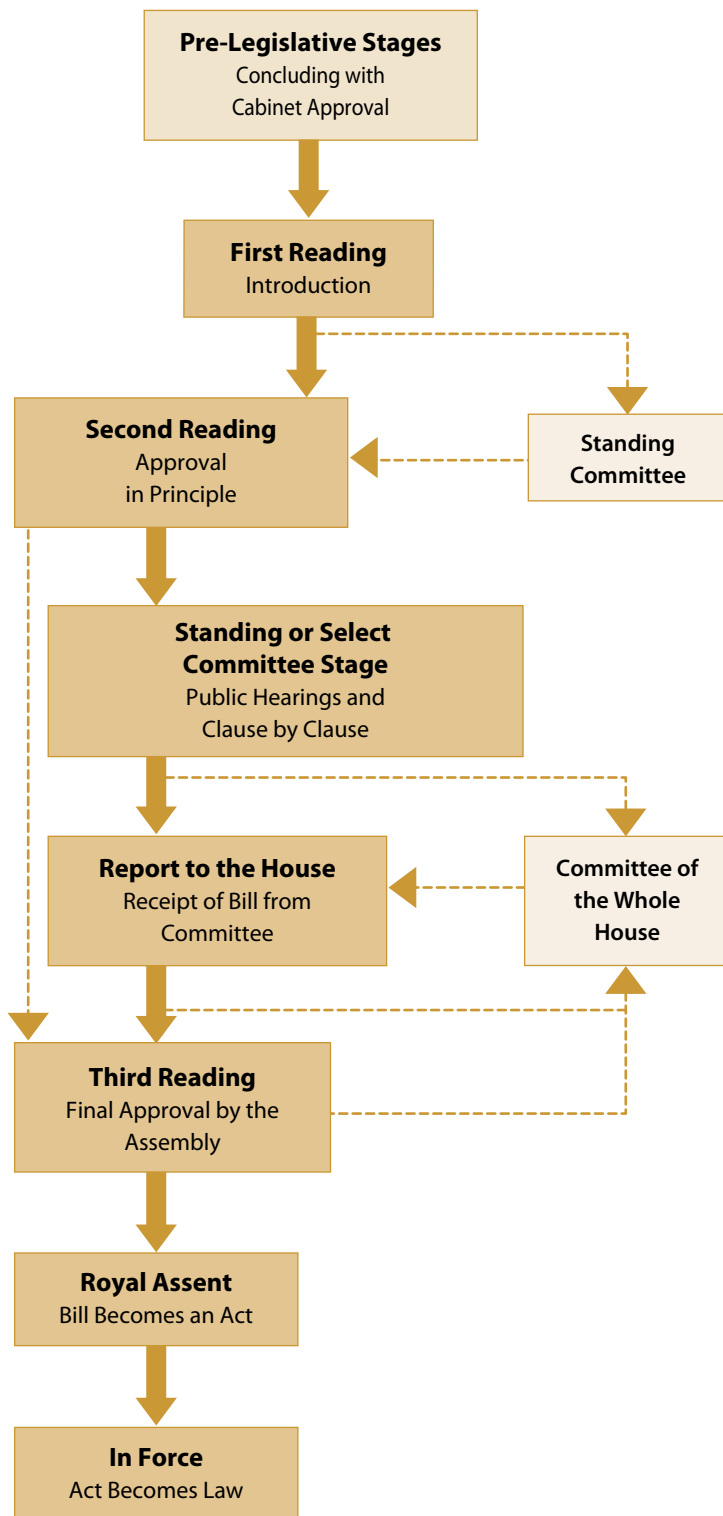 Pre-Legislative Stages
Concluding with
Cabinet Approval
First Reading
Introduction
Second Reading
Approval
in Principle
Standing
Committee
Standing or Select
Committee Stage
Public Hearings and
Clause by Clause
Report to the House
Receipt of Bill from
Committee
Committee of
the Whole
House
Third Reading
Final Approval by the
Assembly
Royal Assent
Bill Becomes an Act
In Force
Act Becomes Law